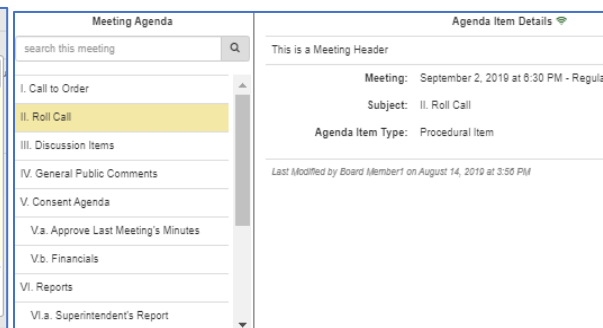 Meeting Agenda
search this meeting
I. Call to Order
II. Roll Call
III. Discussion Items
IV. General Public Comments
V. Consent Agenda
V.a. Approve Last Meeting's Minutes
V.b. Financials
VI. Reports
VI.a. Superintendent's Report
Agenda Item Details
This is a Meeting Header
Meeting: September 2, 2019 at 6:30 PM - Regula
Subject: II. Roll Call
Agenda Item Type: Procedural Item
Last Modified by Board Member1 on August 14, 2019 at 3:56 PM